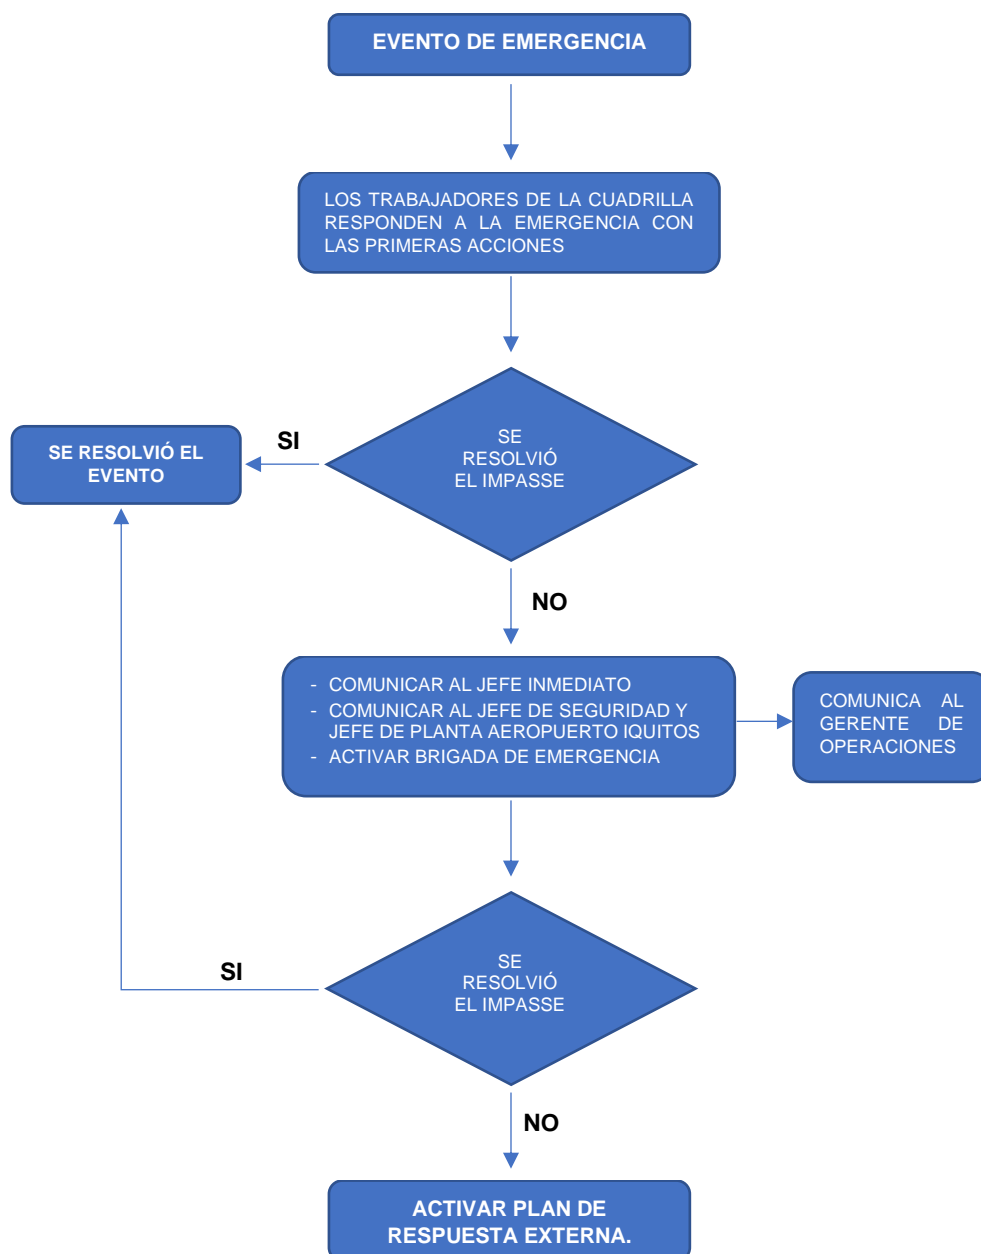 EVENTO DE EMERGENCIA
LOS TRABAJADORES DE LA CUADRILLA
RESPONDEN A LA EMERGENCIA CON
LAS PRIMERAS ACCIONES
SE
RESOLVIÓ
EL IMPASSE
SI
SE RESOLVIÓ EL
EVENTO
NO
- COMUNICAR AL JEFE INMEDIATO
- COMUNICAR AL JEFE DE SEGURIDAD Y
JEFE DE PLANTA AEROPUERTO IQUITOS
- ACTIVAR BRIGADA DE EMERGENCIA
COMUNICA AL
GERENTE DE
OPERACIONES
SE
RESOLVIÓ
EL IMPASSE
SI
NO
ACTIVAR PLAN DE
RESPUESTA EXTERNA.